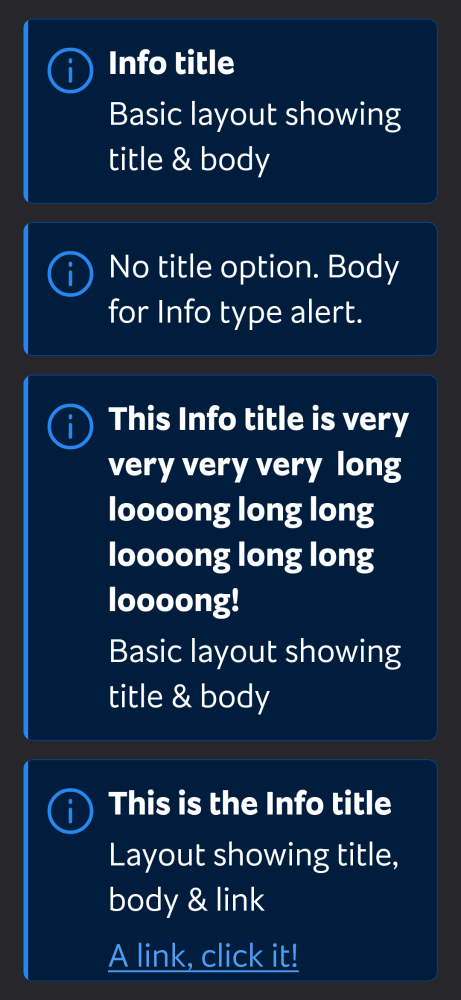 Info title
Basic layout showing
title & body
No title option. Body
for Info type alert.
This Info title is very
very very very  long
loooong long long
loooong long long
loooong!
Basic layout showing
title & body
This is the Info title
Layout showing title,
body & link
A link, click it!